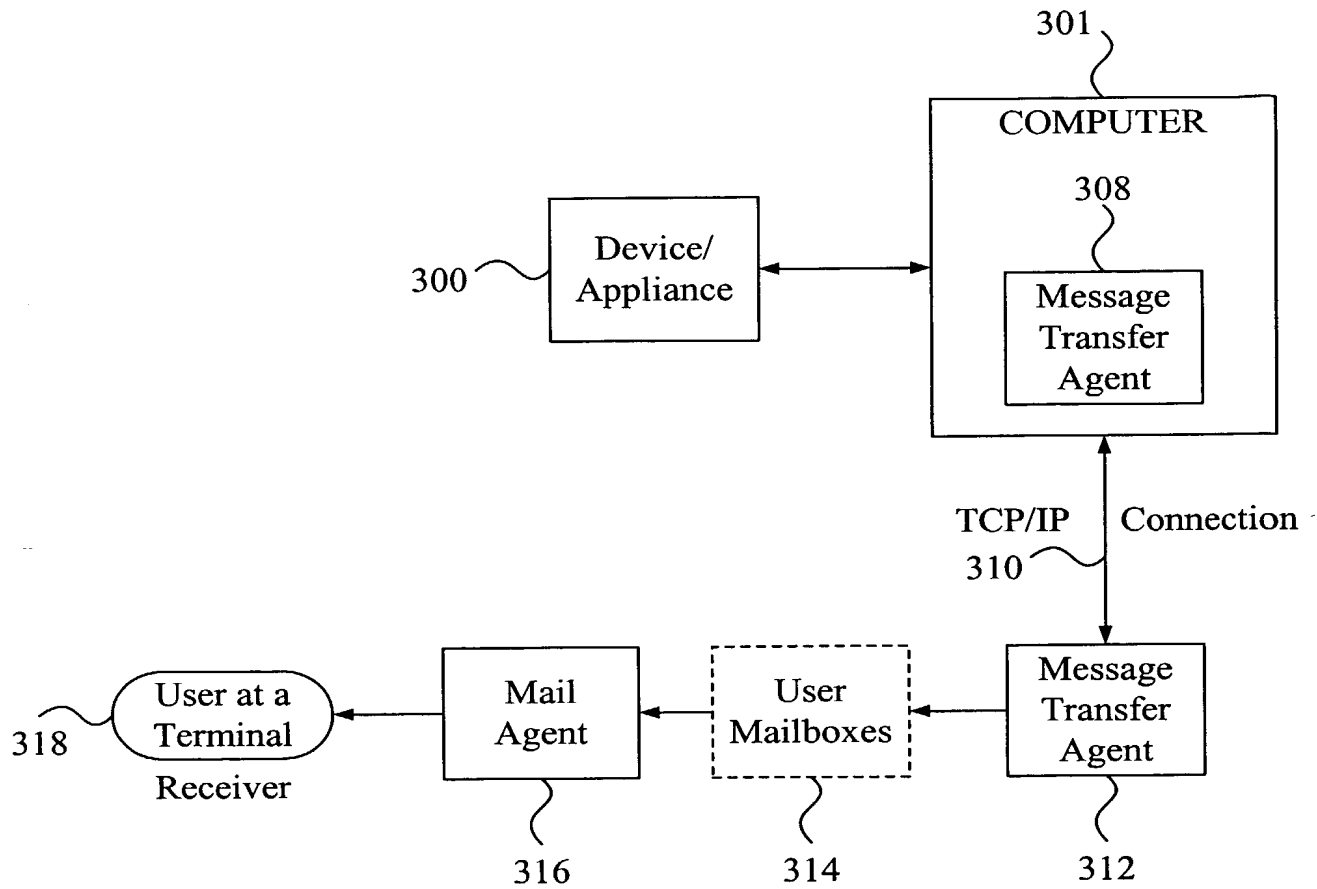 301
COMPUTER
308
Message
Transfer
Agent
Device/
Appliance
300
TCP/IP Connection
310
Message
Transfer
Agent
312
User
Mailboxes
314
Mail
Agent
316
User at a
Terminal
318
Receiver